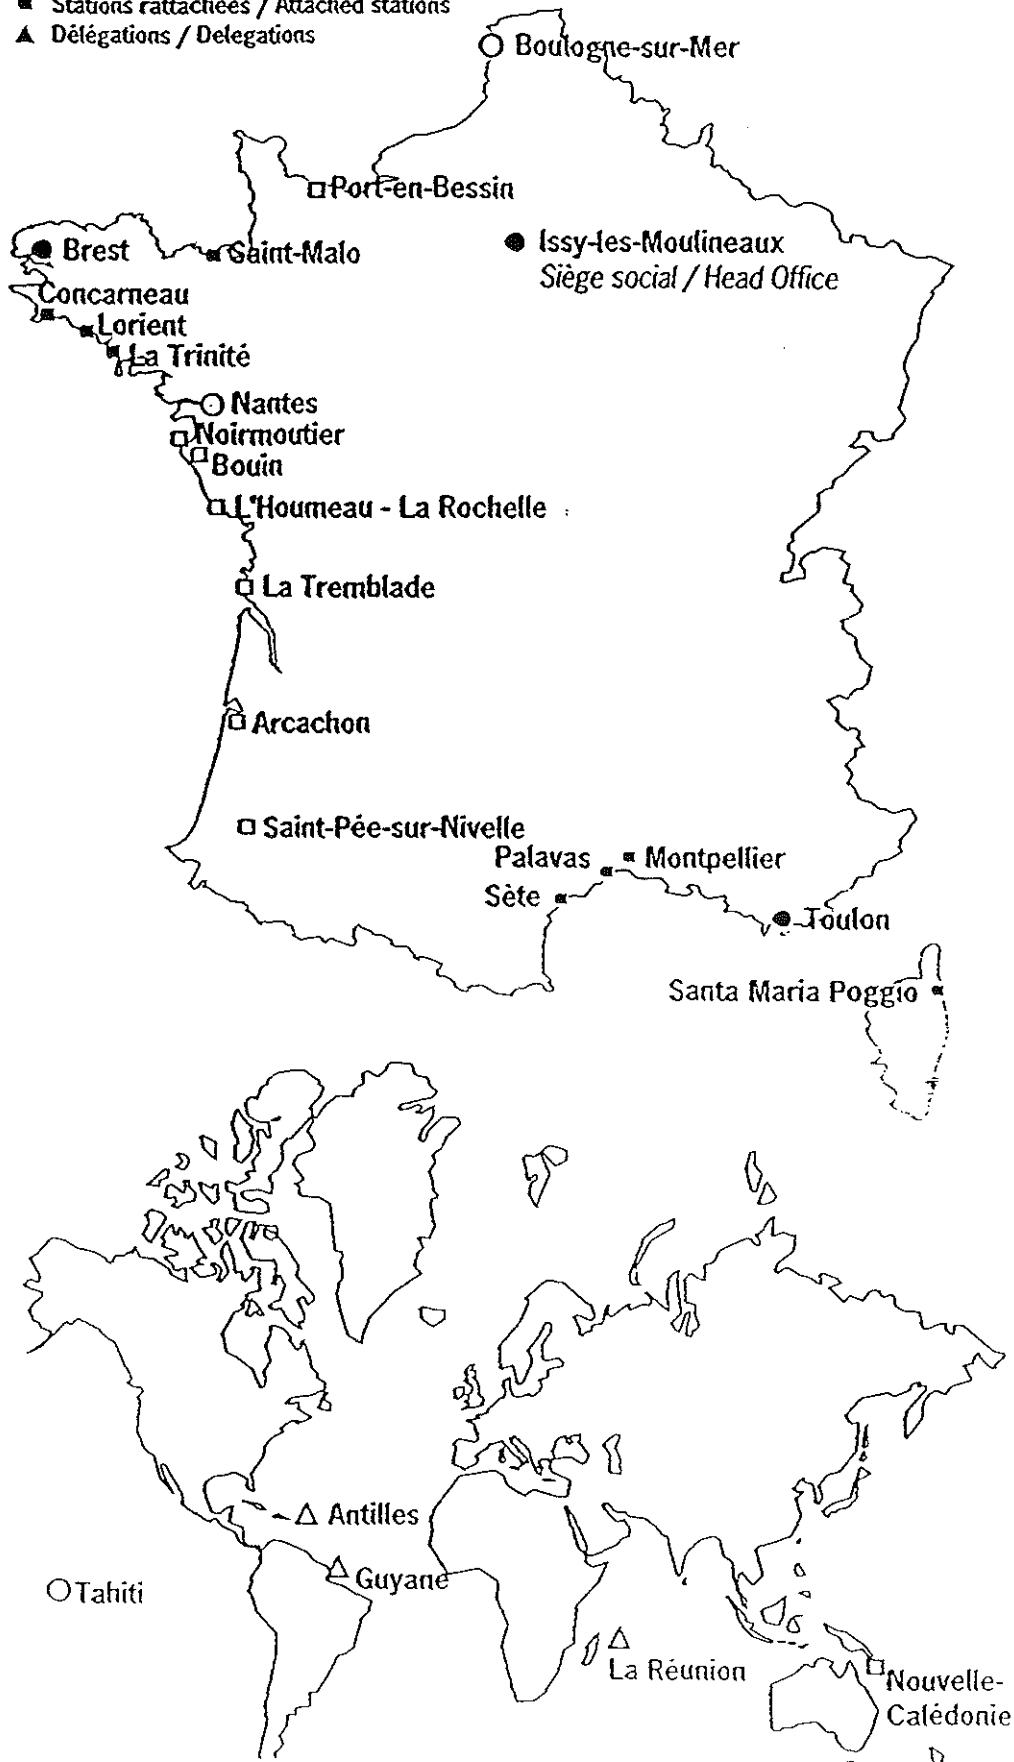 Stations rattachées / Attached stations
Délégations / Delegations
Boulogne-sur-Mer
Port-en-Bessin
Brest
Saint-Malo
Issy-les-Moulineaux
Siège social / Head Office
Concarneau
Lorient
La Trinité
Nantes
Noirmoutier
Bouin
L'Houmeau - La Rochelle
La Tremblade
Arcachon
Saint-Pée-sur-Nivelle
Palavas
Montpellier
Sète
Toulon
Santa Maria Poggio
Antilles
Guyane
Tahiti
La Réunion
Nouvelle-
Calédonie